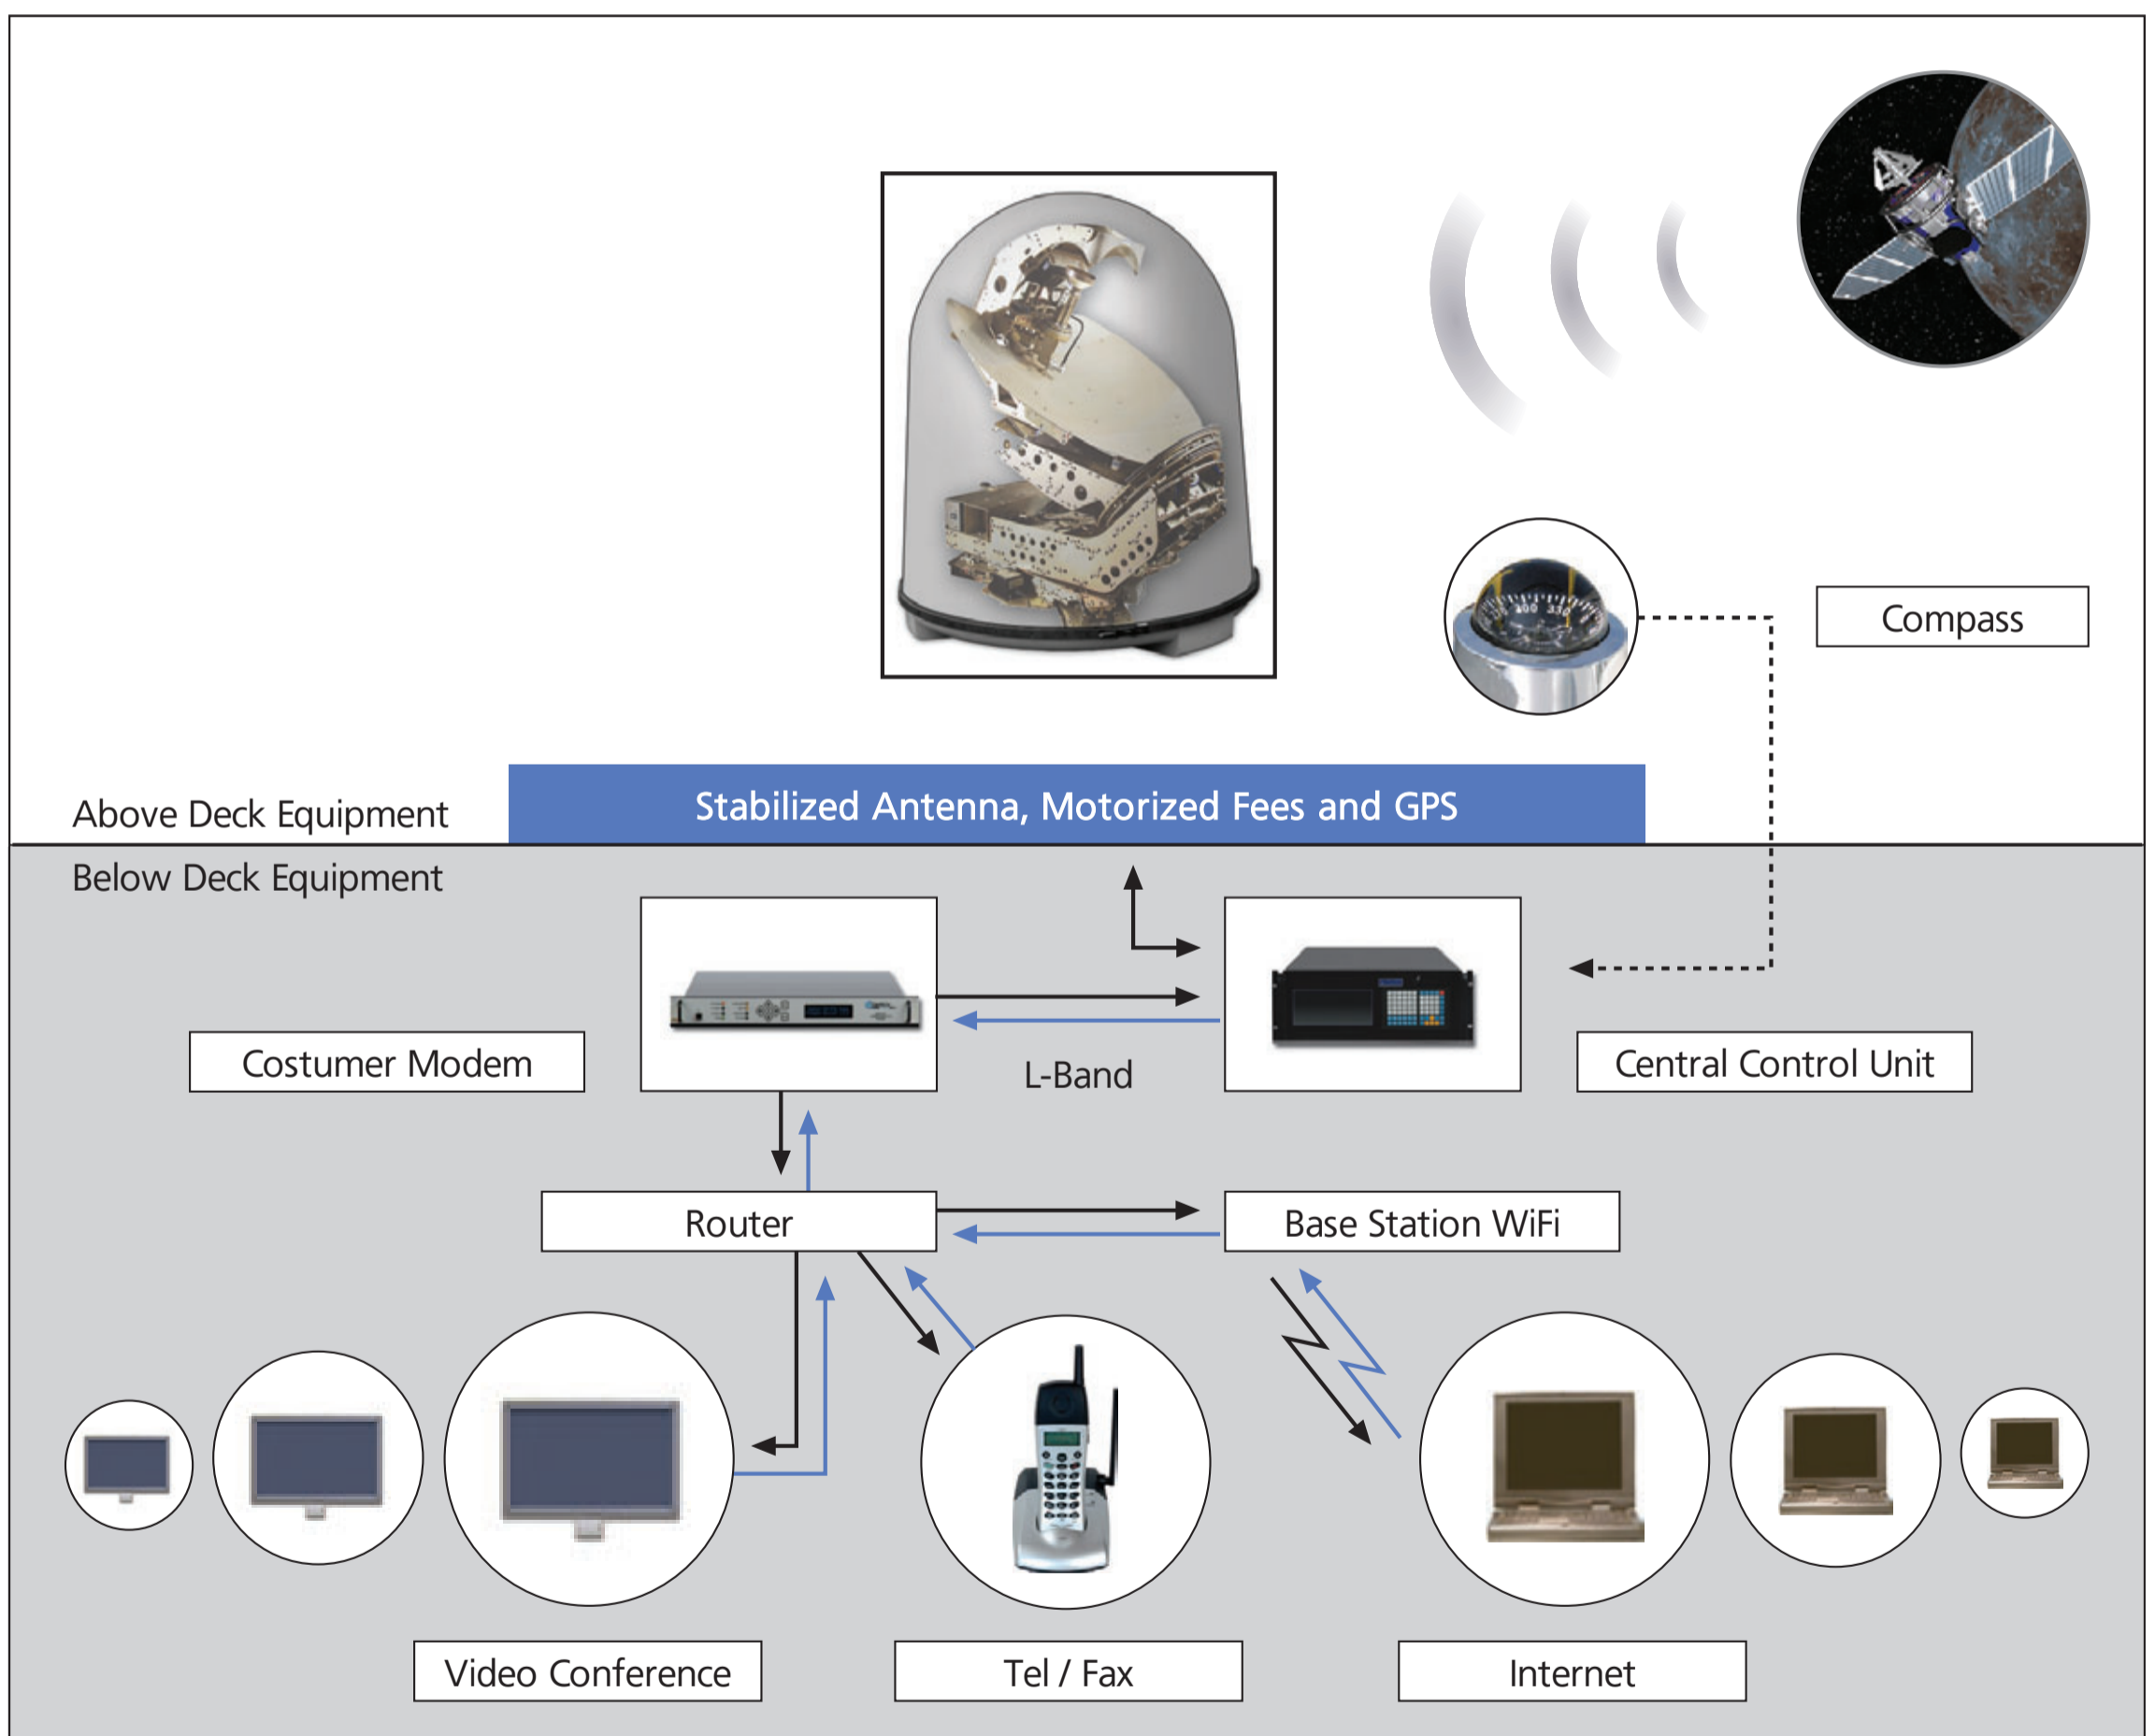 Compass
Above Deck Equipment
Stabilized Antenna, Motorized Fees and GPS
Below Deck Equipment
Costumer Modem
L-Band
Central Control Unit
Router
Base Station WiFi
Video Conference
Tel / Fax
Internet